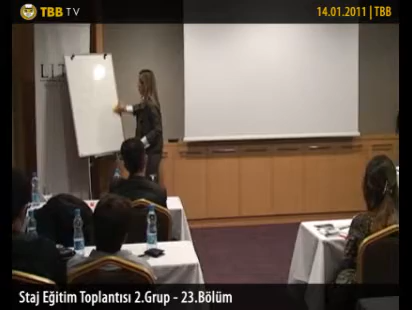 TBB TV
14.01.2011 | TBB
Staj Eğitim Toplantısı 2.Grup - 23.Bölüm